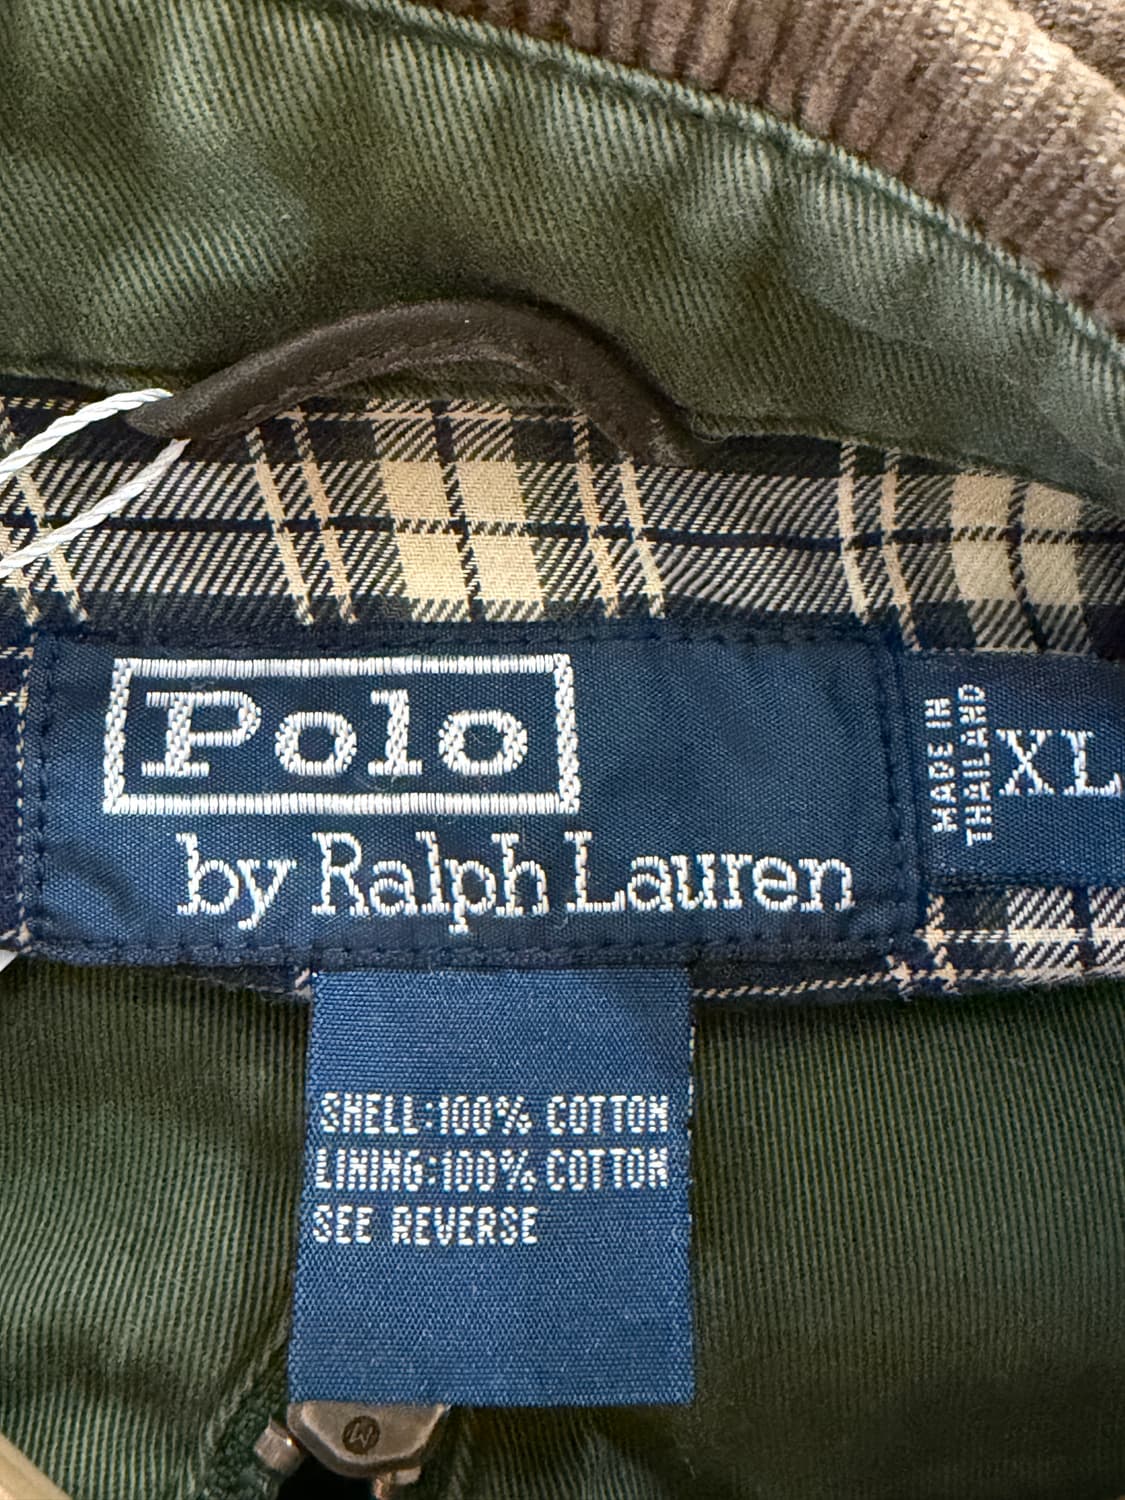 Polo
by Ralph Lauren
MADE IN
THAILAND
XL
SHELL:100% COTTON
LINING:100% COTTON
SEE REVERSE